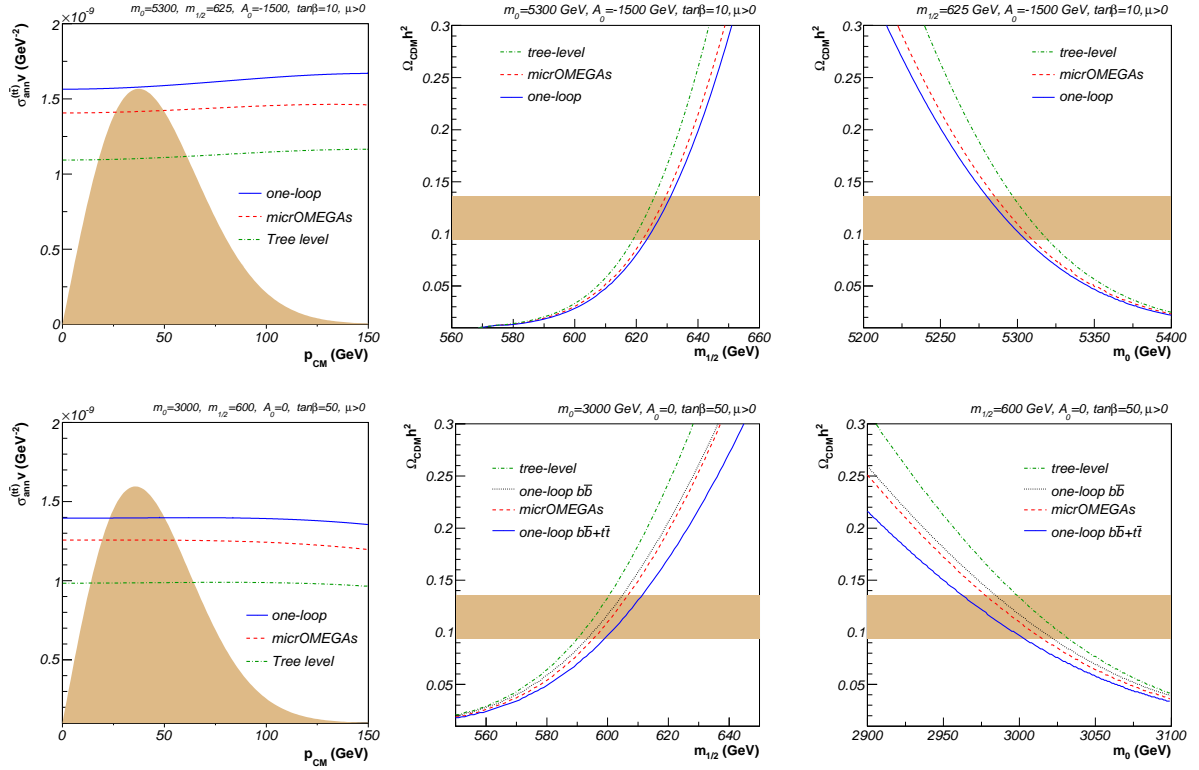 m₀=5300, m₁/₂=625, A₀=-1500, tanβ=10, μ>0
×10⁻⁹
σₐₙₙ⁽ᵗᵗ̄⁾v (GeV⁻²)
2
1.5
1
0.5
0
one-loop
micrOMEGAs
Tree level
0 50 100 150
p_CM (GeV)
m₀=5300 GeV, A₀=-1500 GeV, tanβ=10, μ>0
Ω_CDM h²
0.3
0.25
0.2
0.15
0.1
0.05
tree-level
micrOMEGAs
one-loop
560 580 600 620 640 660
m₁/₂ (GeV)
m₁/₂=625 GeV, A₀=-1500 GeV, tanβ=10, μ>0
Ω_CDM h²
0.3
0.25
0.2
0.15
0.1
0.05
tree-level
micrOMEGAs
one-loop
5200 5250 5300 5350 5400
m₀ (GeV)
m₀=3000, m₁/₂=600, A₀=0, tanβ=50, μ>0
×10⁻⁹
σₐₙₙ⁽ᵗᵗ̄⁾v (GeV⁻²)
2
1.5
1
0.5
0
one-loop
micrOMEGAs
Tree level
0 50 100 150
p_CM (GeV)
m₀=3000 GeV, A₀=0, tanβ=50, μ>0
Ω_CDM h²
0.3
0.25
0.2
0.15
0.1
0.05
tree-level
one-loop bb̄
micrOMEGAs
one-loop bb̄+tt̄
560 580 600 620 640
m₁/₂ (GeV)
m₁/₂=600 GeV, A₀=0, tanβ=50, μ>0
Ω_CDM h²
0.3
0.25
0.2
0.15
0.1
0.05
tree-level
one-loop bb̄
micrOMEGAs
one-loop bb̄+tt̄
2900 2950 3000 3050 3100
m₀ (GeV)